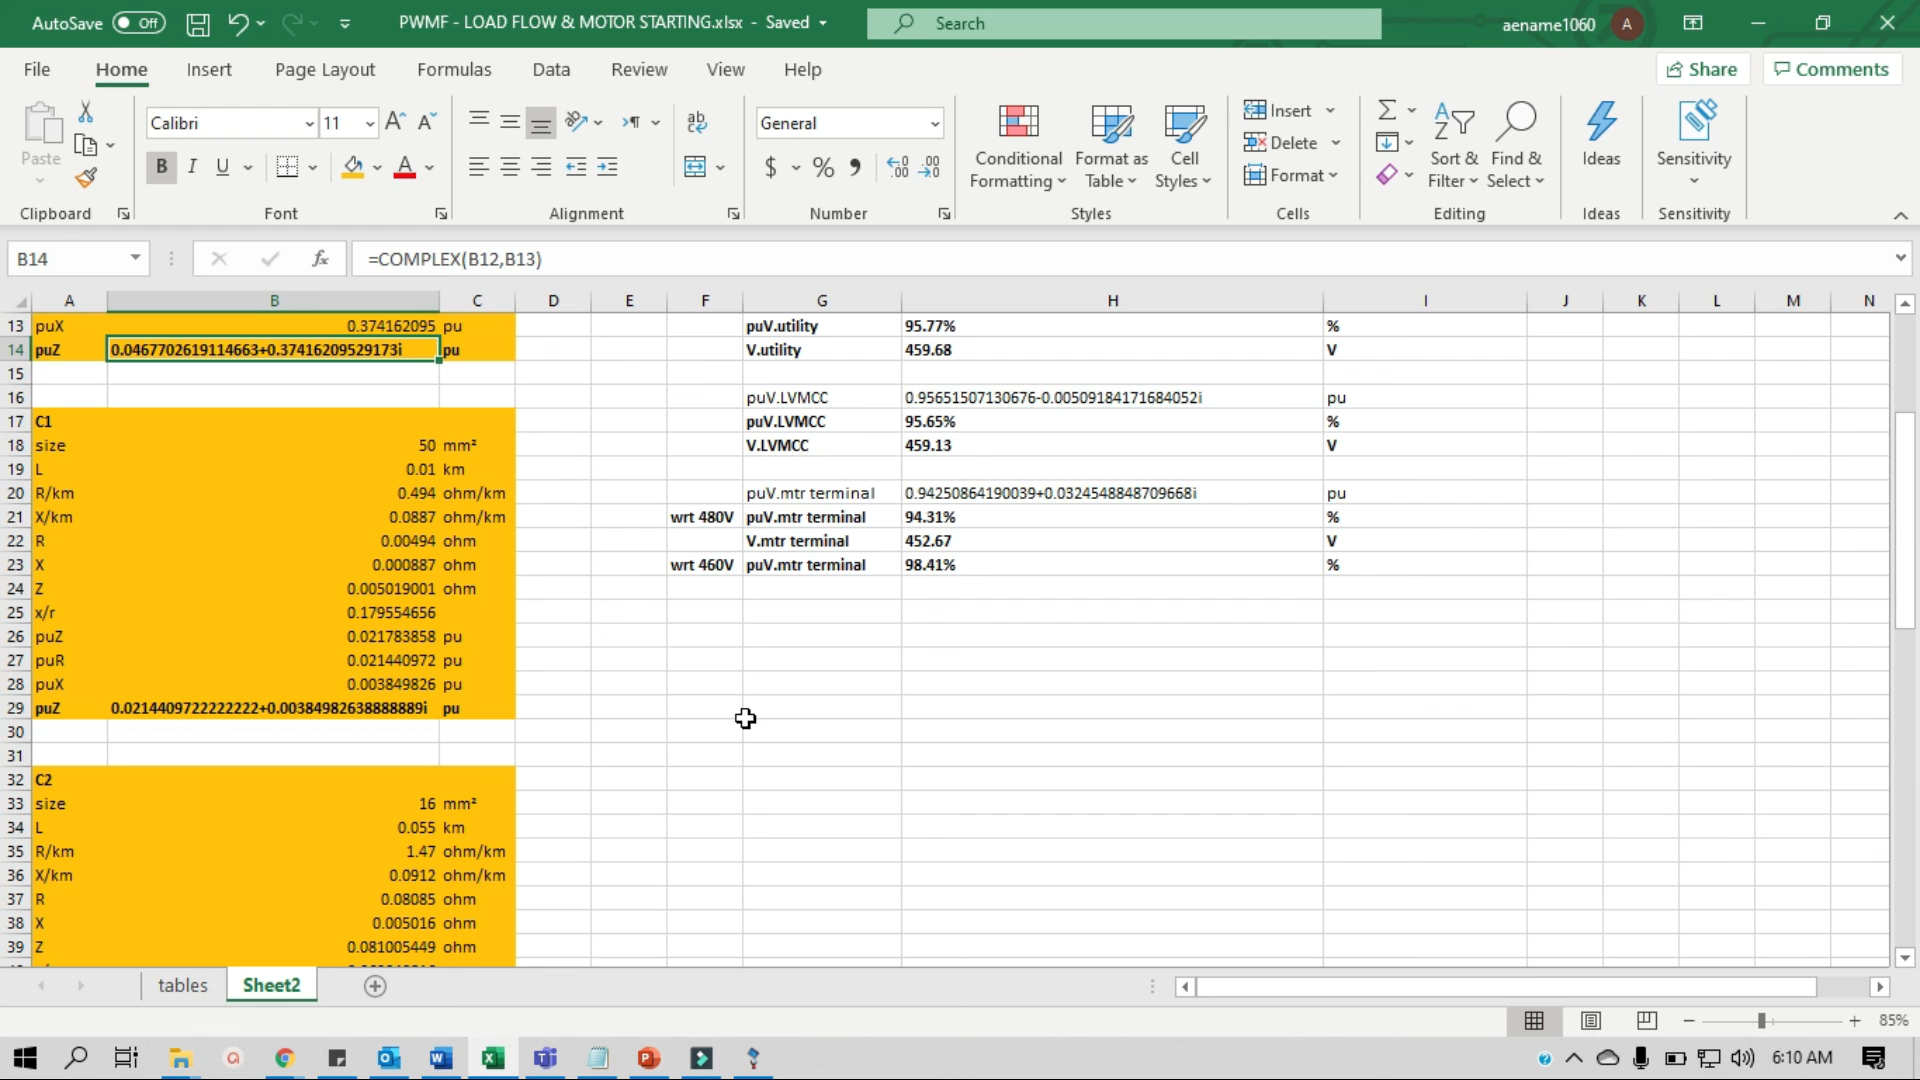 AutoSave Off PWMF - LOAD FLOW & MOTOR STARTING.xlsx - Saved Search aename1060 A
File Home Insert Page Layout Formulas Data Review View Help Share Comments
Paste Calibri 11 General Conditional Formatting Format as Table Cell Styles Insert Delete Format Sort & Filter Find & Select Ideas Sensitivity
Clipboard Font Alignment Number Styles Cells Editing Ideas Sensitivity
B14 fx =COMPLEX(B12,B13)
A B C D E F G H I J K L M N
13 puX 0.374162095 pu puV.utility 95.77% %
14 puZ 0.0467702619114663+0.37416209529173i pu V.utility 459.68 V
15
16 puV.LVMCC 0.95651507130676-0.00509184171684052i pu
17 C1 puV.LVMCC 95.65% %
18 size 50 mm² V.LVMCC 459.13 V
19 L 0.01 km
20 R/km 0.494 ohm/km puV.mtr terminal 0.94250864190039+0.0324548848709668i pu
21 X/km 0.0887 ohm/km wrt 480V puV.mtr terminal 94.31% %
22 R 0.00494 ohm V.mtr terminal 452.67 V
23 X 0.000887 ohm wrt 460V puV.mtr terminal 98.41% %
24 Z 0.005019001 ohm
25 x/r 0.179554656
26 puZ 0.021783858 pu
27 puR 0.021440972 pu
28 puX 0.003849826 pu
29 puZ 0.0214409722222222+0.00384982638888889i pu
30
31
32 C2
33 size 16 mm²
34 L 0.055 km
35 R/km 1.47 ohm/km
36 X/km 0.0912 ohm/km
37 R 0.08085 ohm
38 X 0.005016 ohm
39 Z 0.081005449 ohm
tables Sheet2
85%
6:10 AM